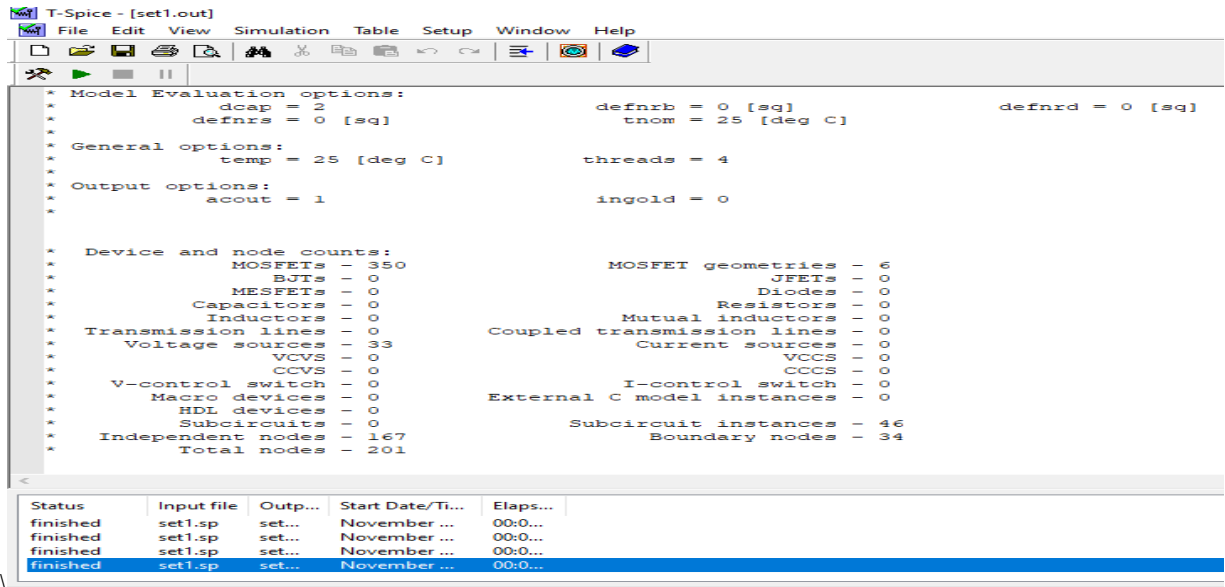 T-Spice - [set1.out]
File Edit View Simulation Table Setup Window Help
* Model Evaluation options:
* dcap = 2 defnrb = 0 [sq] defnrd = 0 [sq]
* defnrs = 0 [sq] tnom = 25 [deg C]
*
* General options:
* temp = 25 [deg C] threads = 4
*
* Output options:
* acout = 1 ingold = 0
*
* Device and node counts:
* MOSFETs - 350 MOSFET geometries - 6
* BJTs - 0 JFETs - 0
* MESFETs - 0 Diodes - 0
* Capacitors - 0 Resistors - 0
* Inductors - 0 Mutual inductors - 0
* Transmission lines - 0 Coupled transmission lines - 0
* Voltage sources - 33 Current sources - 0
* VCVS - 0 VCCS - 0
* CCVS - 0 CCCS - 0
* V-control switch - 0 I-control switch - 0
* Macro devices - 0 External C model instances - 0
* HDL devices - 0
* Subcircuits - 0 Subcircuit instances - 46
* Independent nodes - 167 Boundary nodes - 34
* Total nodes - 201
<
Status Input file Outp... Start Date/Ti... Elaps...
finished set1.sp set... November ... 00:0...
finished set1.sp set... November ... 00:0...
finished set1.sp set... November ... 00:0...
finished set1.sp set... November ... 00:0...
\